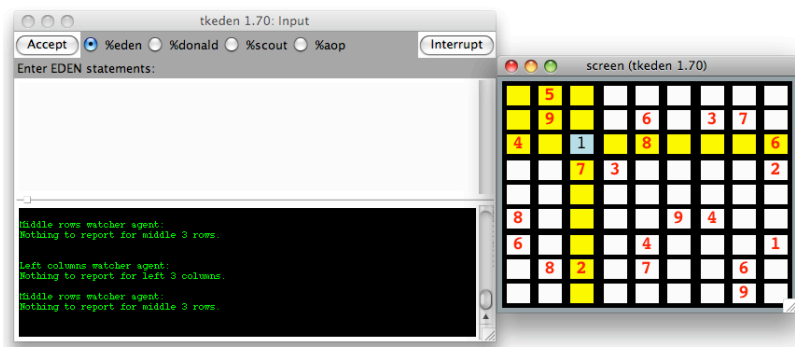 tkeden 1.70: Input
Accept %eden %donald %scout %aop Interrupt
Enter EDEN statements:
Middle rows watcher agent:
Nothing to report for middle 3 rows.
Left columns watcher agent:
Nothing to report for left 3 columns.
Middle rows watcher agent:
Nothing to report for middle 3 rows.
screen (tkeden 1.70)
5
9 6 3 7
4 1 8 6
7 3 2
8 9 4
6 4 1
8 2 7 6
9